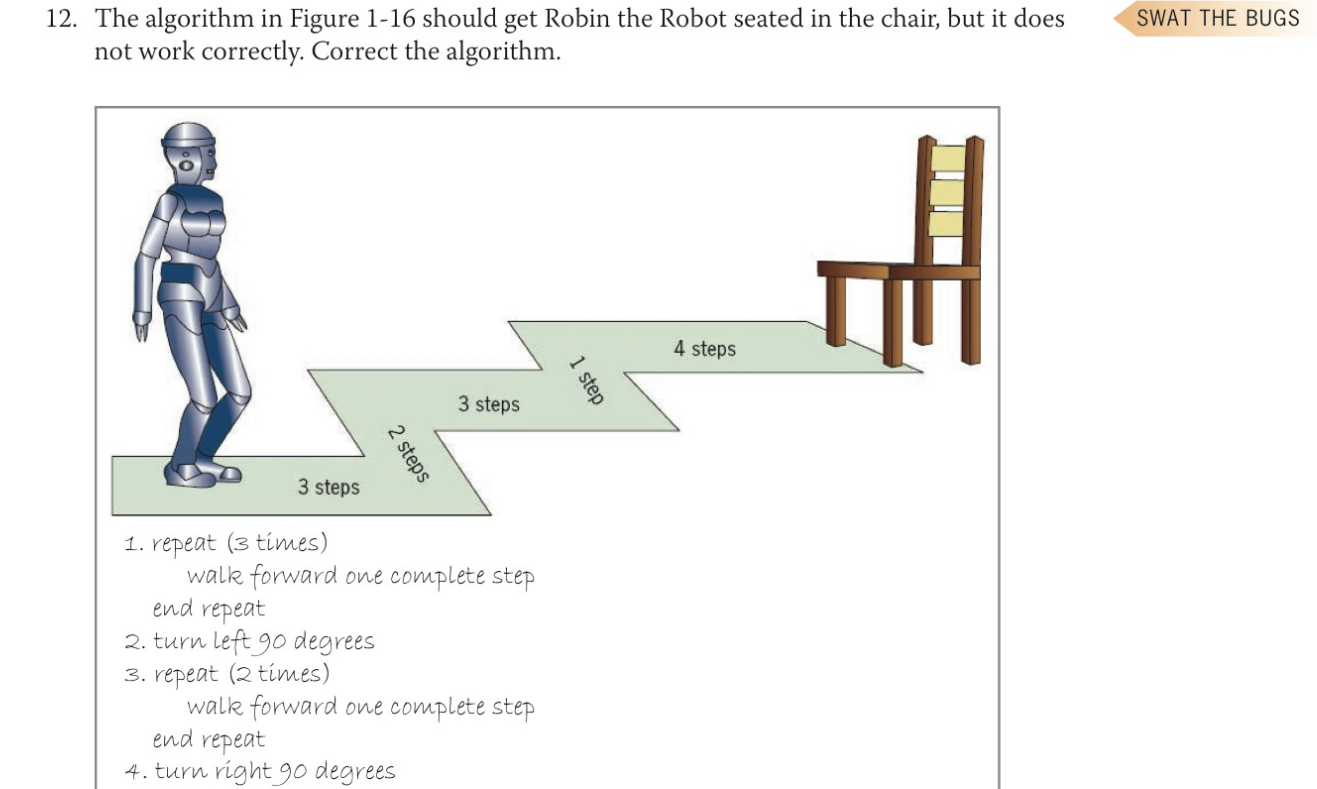 12. The algorithm in Figure 1-16 should get Robin the Robot seated in the chair, but it does
not work correctly. Correct the algorithm.
SWAT THE BUGS
4 steps
1 step
3 steps
2 steps
3 steps
1. repeat (3 times)
walk forward one complete step
end repeat
2. turn left 90 degrees
3. repeat (2 times)
walk forward one complete step
end repeat
4. turn right 90 degrees